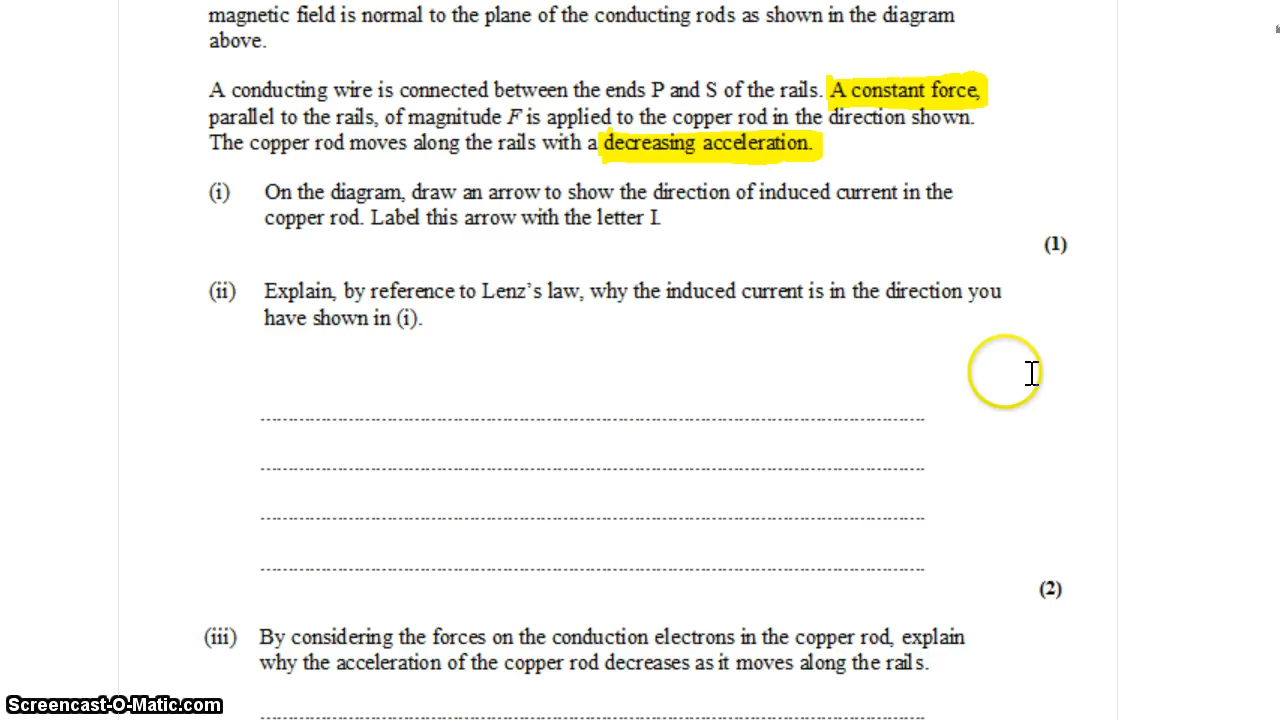 magnetic field is normal to the plane of the conducting rods as shown in the diagram
above.
A conducting wire is connected between the ends P and S of the rails. A constant force,
parallel to the rails, of magnitude F is applied to the copper rod in the direction shown.
The copper rod moves along the rails with a decreasing acceleration.
(i) On the diagram, draw an arrow to show the direction of induced current in the
copper rod. Label this arrow with the letter I.
(1)
(ii) Explain, by reference to Lenz's law, why the induced current is in the direction you
have shown in (i).
(2)
(iii) By considering the forces on the conduction electrons in the copper rod, explain
why the acceleration of the copper rod decreases as it moves along the rails.
Screencast-O-Matic.com